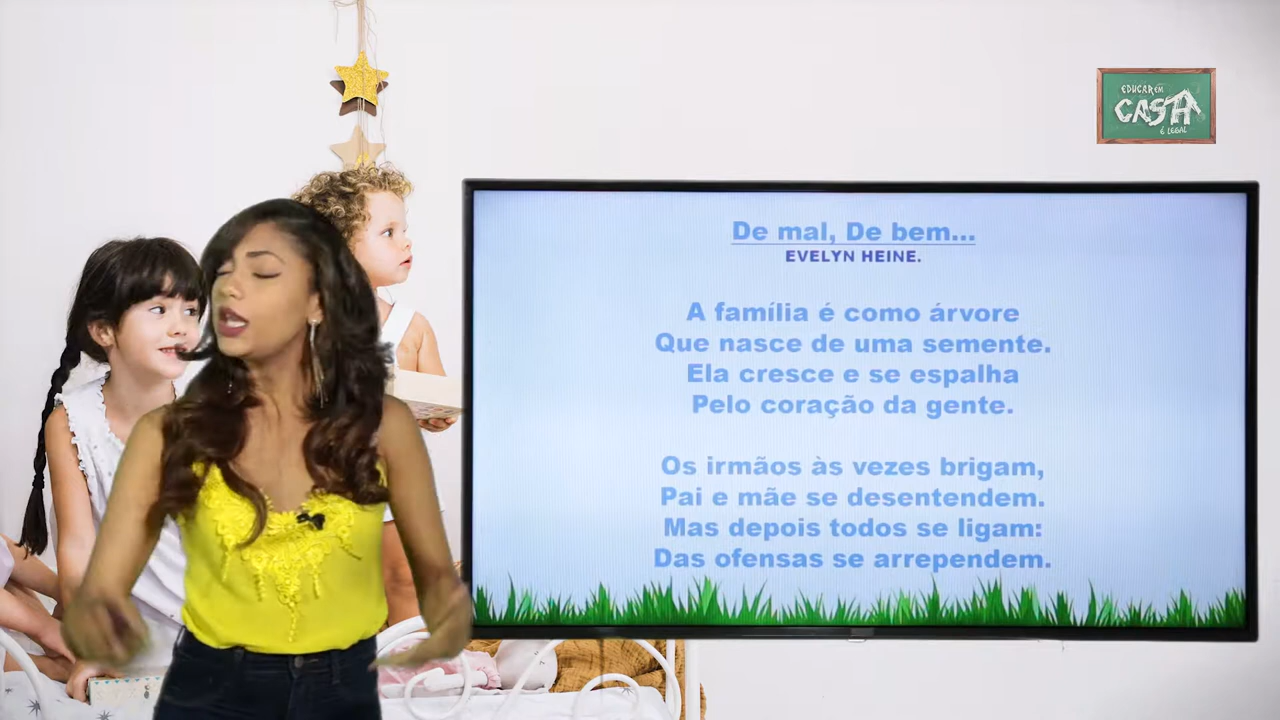 EDUCAR EM
CASA
É LEGAL
De mal, De bem...
EVELYN HEINE.
A família é como árvore
Que nasce de uma semente.
Ela cresce e se espalha
Pelo coração da gente.
Os irmãos às vezes brigam,
Pai e mãe se desentendem.
Mas depois todos se ligam:
Das ofensas se arrependem.